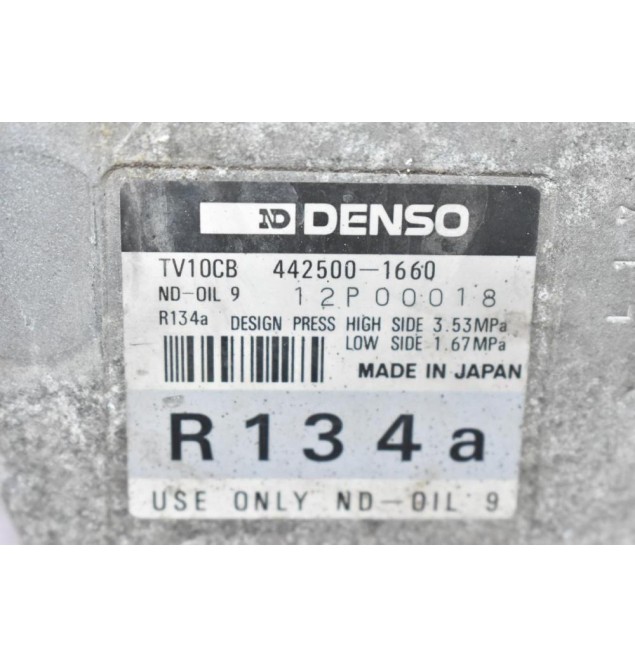 ND DENSO
TV10CB 442500-1660
ND-OIL 9 12P00018
R134a DESIGN PRESS HIGH SIDE 3.53MPa
LOW SIDE 1.67MPa
MADE IN JAPAN
R134a
USE ONLY ND-OIL 9